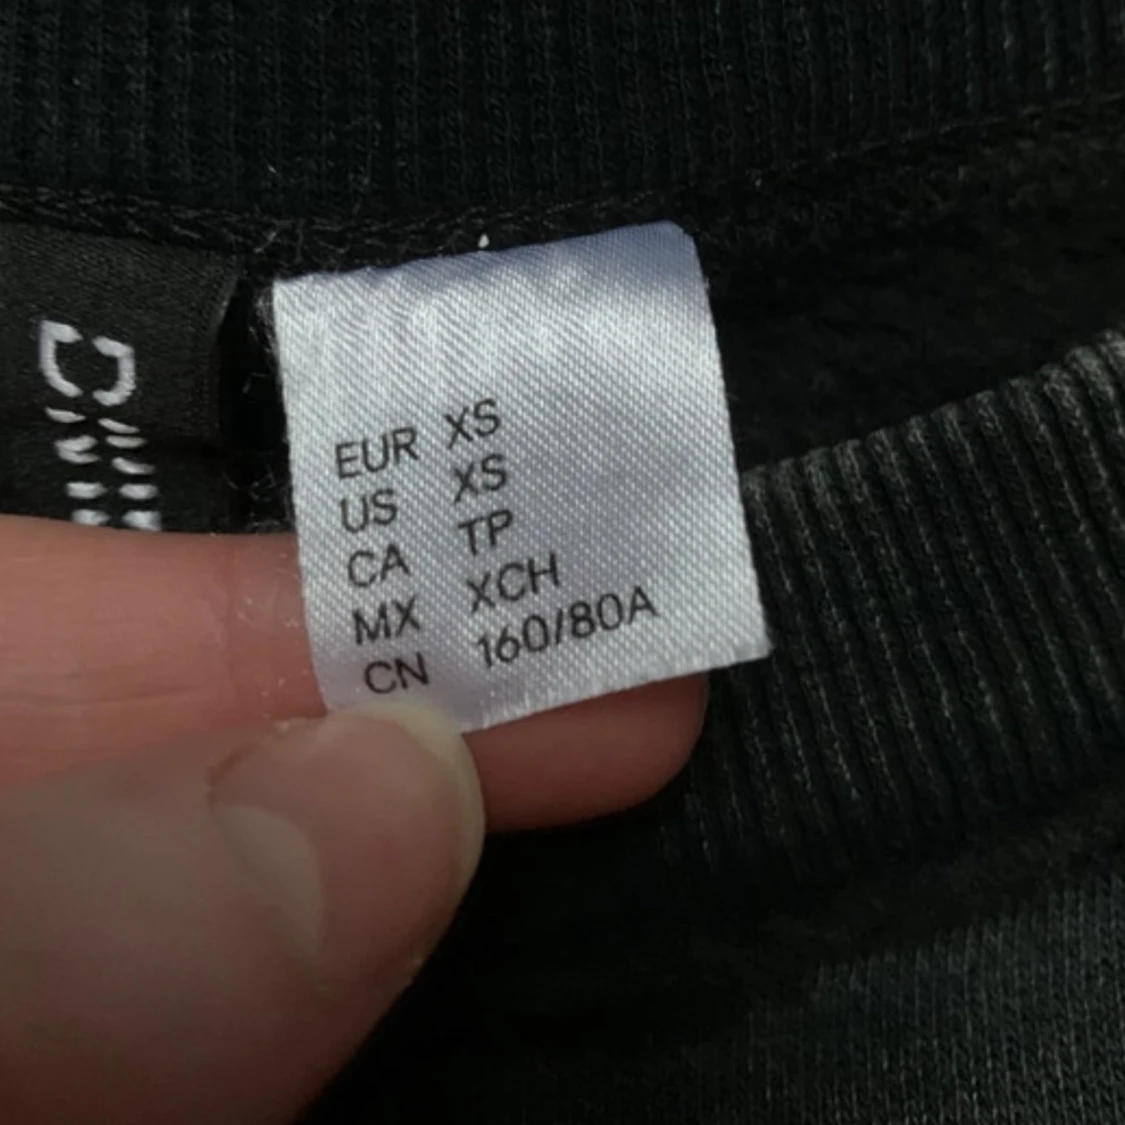 EUR XS
US XS
CA TP
MX XCH
CN 160/80A